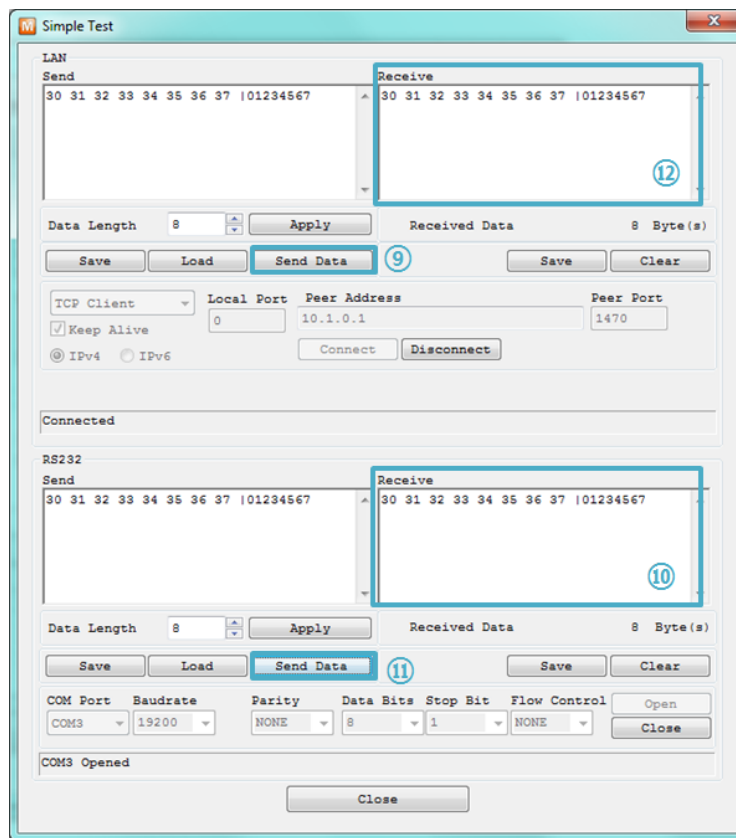 M Simple Test X
LAN
Send Receive
30 31 32 33 34 35 36 37 |01234567 30 31 32 33 34 35 36 37 |01234567
⑫
Data Length 8 Apply Received Data 8 Byte(s)
Save Load Send Data ⑨ Save Clear
TCP Client Local Port Peer Address Peer Port
0 10.1.0.1 1470
Keep Alive
IPv4 IPv6 Connect Disconnect
Connected
RS232
Send Receive
30 31 32 33 34 35 36 37 |01234567 30 31 32 33 34 35 36 37 |01234567
⑩
Data Length 8 Apply Received Data 8 Byte(s)
Save Load Send Data ⑪ Save Clear
COM Port Baudrate Parity Data Bits Stop Bit Flow Control Open
COM3 19200 NONE 8 1 NONE Close
COM3 Opened
Close